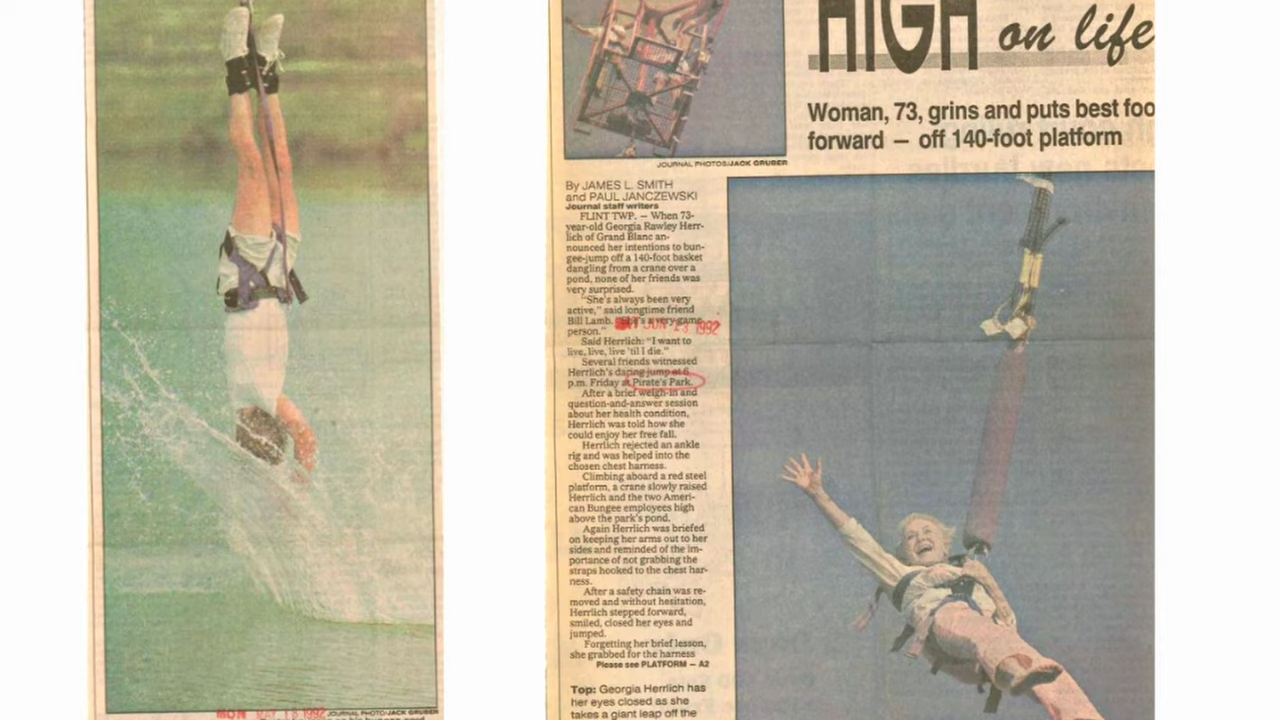 MON MAY 18 1992 JOURNAL PHOTO/JACK GRUBER
HIGH on life
Woman, 73, grins and puts best foo
forward — off 140-foot platform
JOURNAL PHOTOS/JACK GRUBER
By JAMES L. SMITH
and PAUL JANCZEWSKI
Journal staff writers
FLINT TWP. — When 73-
year-old Georgia Rawley Herr-
lich of Grand Blanc an-
nounced her intentions to bun-
gee-jump off a 140-foot basket
dangling from a crane over a
pond, none of her friends was
very surprised.
"She's always been very
active," said longtime friend
Bill Lamb. "She's a very game
person."
JUN 13 1992
Said Herrlich: "I want to
live, live, live 'til I die."
Several friends witnessed
Herrlich's daring jump at 6
p.m. Friday at Pirate's Park.
After a brief weigh-in and
question-and-answer session
about her health condition,
Herrlich was told how she
could enjoy her free fall.
Herrlich rejected an ankle
rig and was helped into the
chosen chest harness.
Climbing aboard a red steel
platform, a crane slowly raised
Herrlich and the two Ameri-
can Bungee employees high
above the park's pond.
Again Herrlich was briefed
on keeping her arms out to her
sides and reminded of the im-
portance of not grabbing the
straps hooked to the chest har-
ness.
After a safety chain was re-
moved and without hesitation,
Herrlich stepped forward,
smiled, closed her eyes and
jumped.
Forgetting her brief lesson,
she grabbed for the harness
Please see PLATFORM — A2
Top: Georgia Herrlich has
her eyes closed as she
takes a giant leap off the